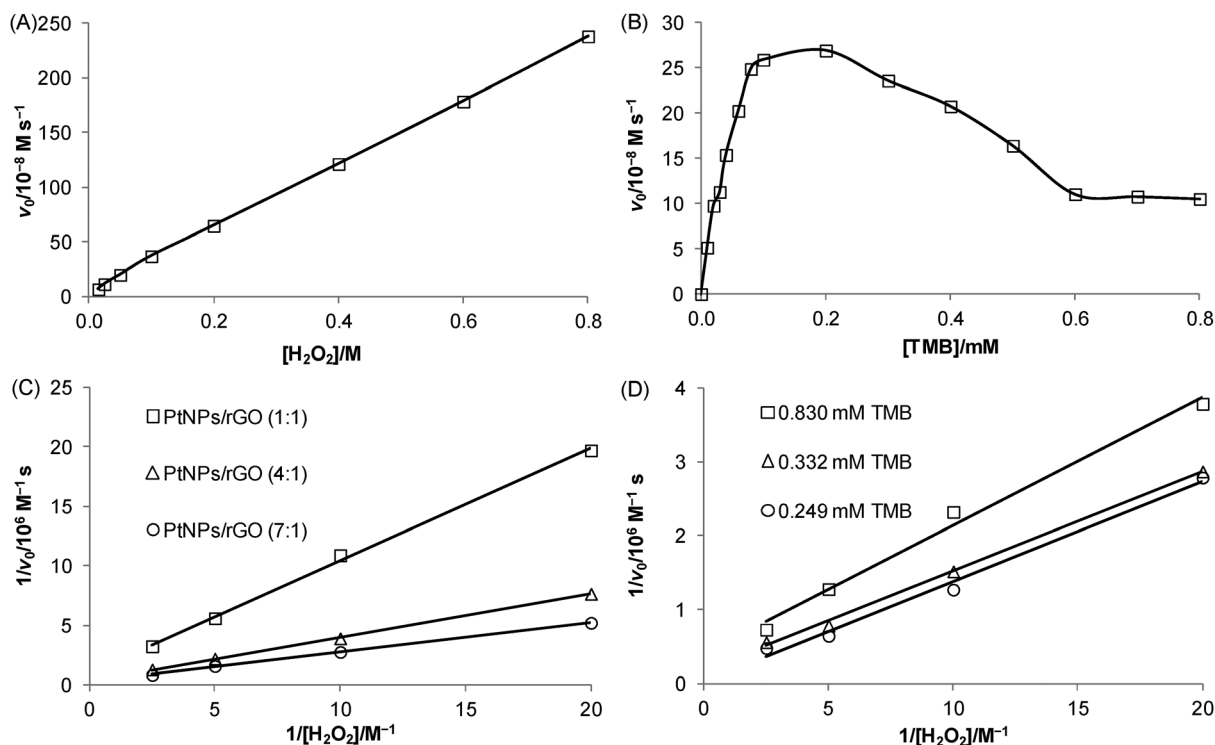 (A)
300
250
200
150
100
50
0
v₀/10⁻⁸ M s⁻¹
0.0 0.2 0.4 0.6 0.8
[H₂O₂]/M
(B)
30
25
20
15
10
5
0
v₀/10⁻⁸ M s⁻¹
0.0 0.2 0.4 0.6 0.8
[TMB]/mM
(C)
25
20
15
10
5
0
1/v₀/10⁶ M⁻¹ s
PtNPs/rGO (1:1)
PtNPs/rGO (4:1)
PtNPs/rGO (7:1)
0 5 10 15 20
1/[H₂O₂]/M⁻¹
(D)
4
3
2
1
0
1/v₀/10⁶ M⁻¹ s
0.830 mM TMB
0.332 mM TMB
0.249 mM TMB
0 5 10 15 20
1/[H₂O₂]/M⁻¹